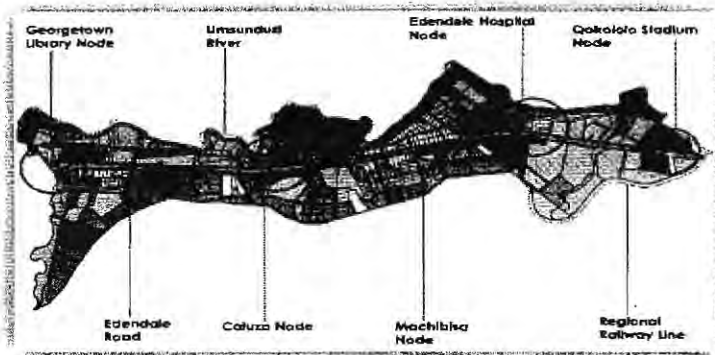 Georgetown
Library Node
Umsunduzi
River
Edendale Hospital
Node
Qokololo Stadium
Node
Edendale
Road
Caluza Node
Machibisa
Node
Regional
Railway Line